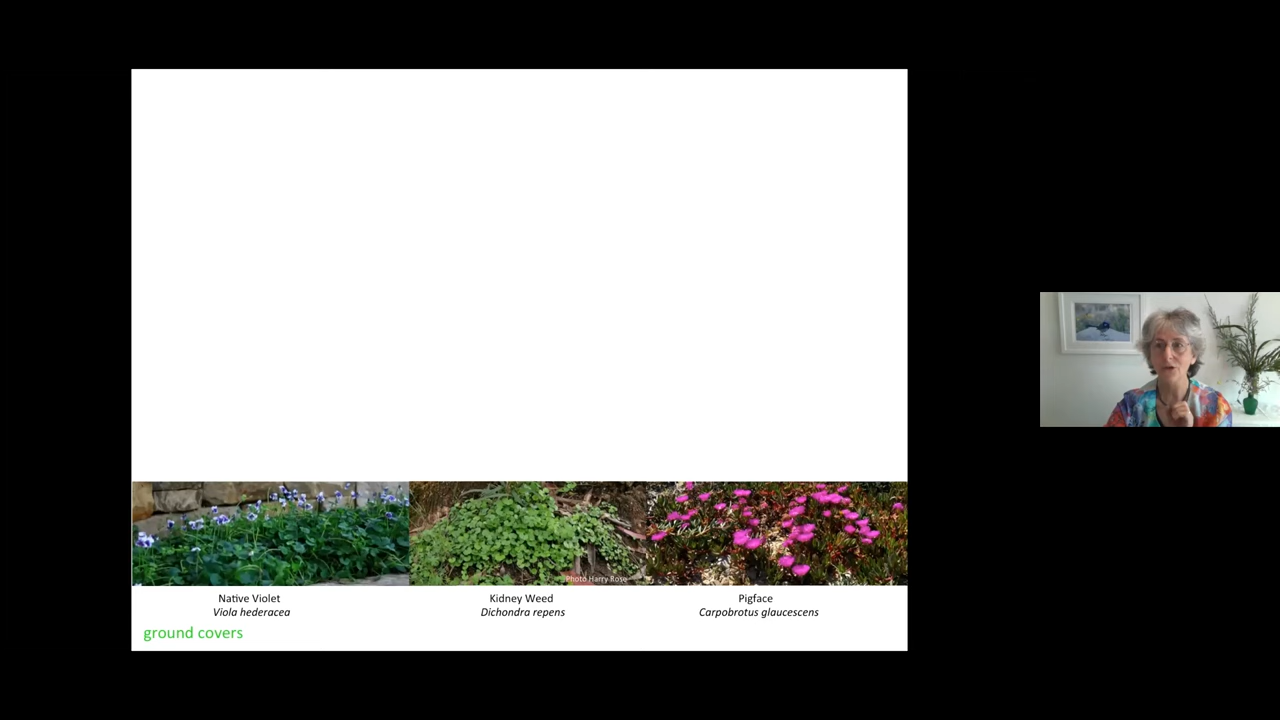 Photo Harry Rose
Native Violet
Viola hederacea
Kidney Weed
Dichondra repens
Pigface
Carpobrotus glaucescens
ground covers